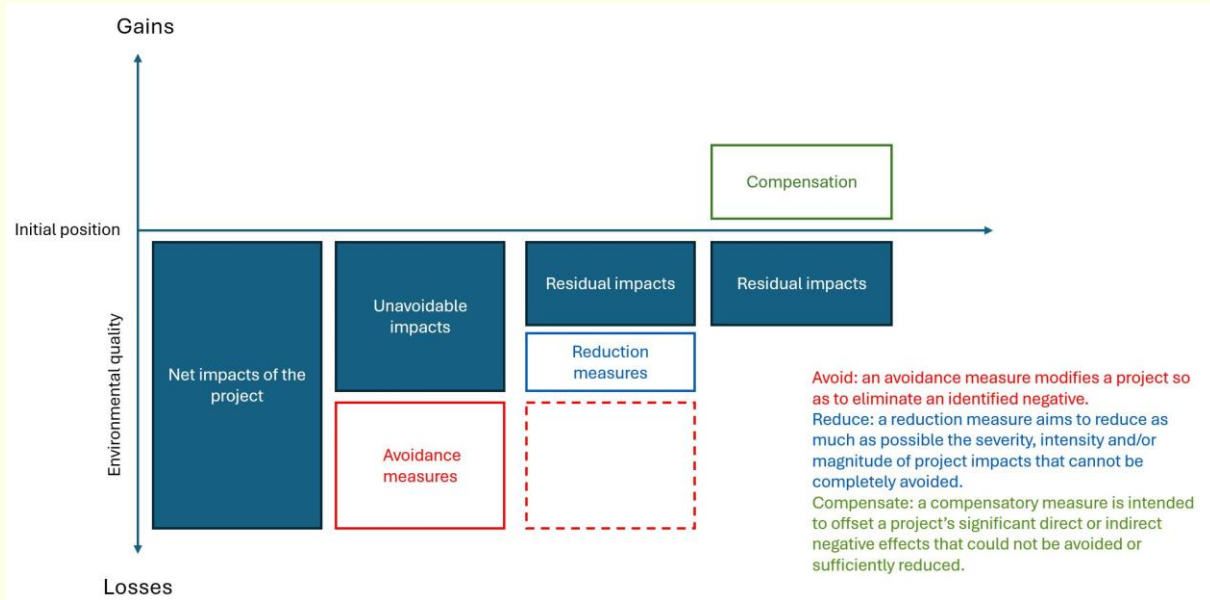 Gains
Compensation
Initial position
Environmental quality
Net impacts of the
project
Unavoidable
impacts
Avoidance
measures
Residual impacts
Reduction
measures
Residual impacts
Avoid: an avoidance measure modifies a project so
as to eliminate an identified negative.
Reduce: a reduction measure aims to reduce as
much as possible the severity, intensity and/or
magnitude of project impacts that cannot be
completely avoided.
Compensate: a compensatory measure is intended
to offset a project's significant direct or indirect
negative effects that could not be avoided or
sufficiently reduced.
Losses